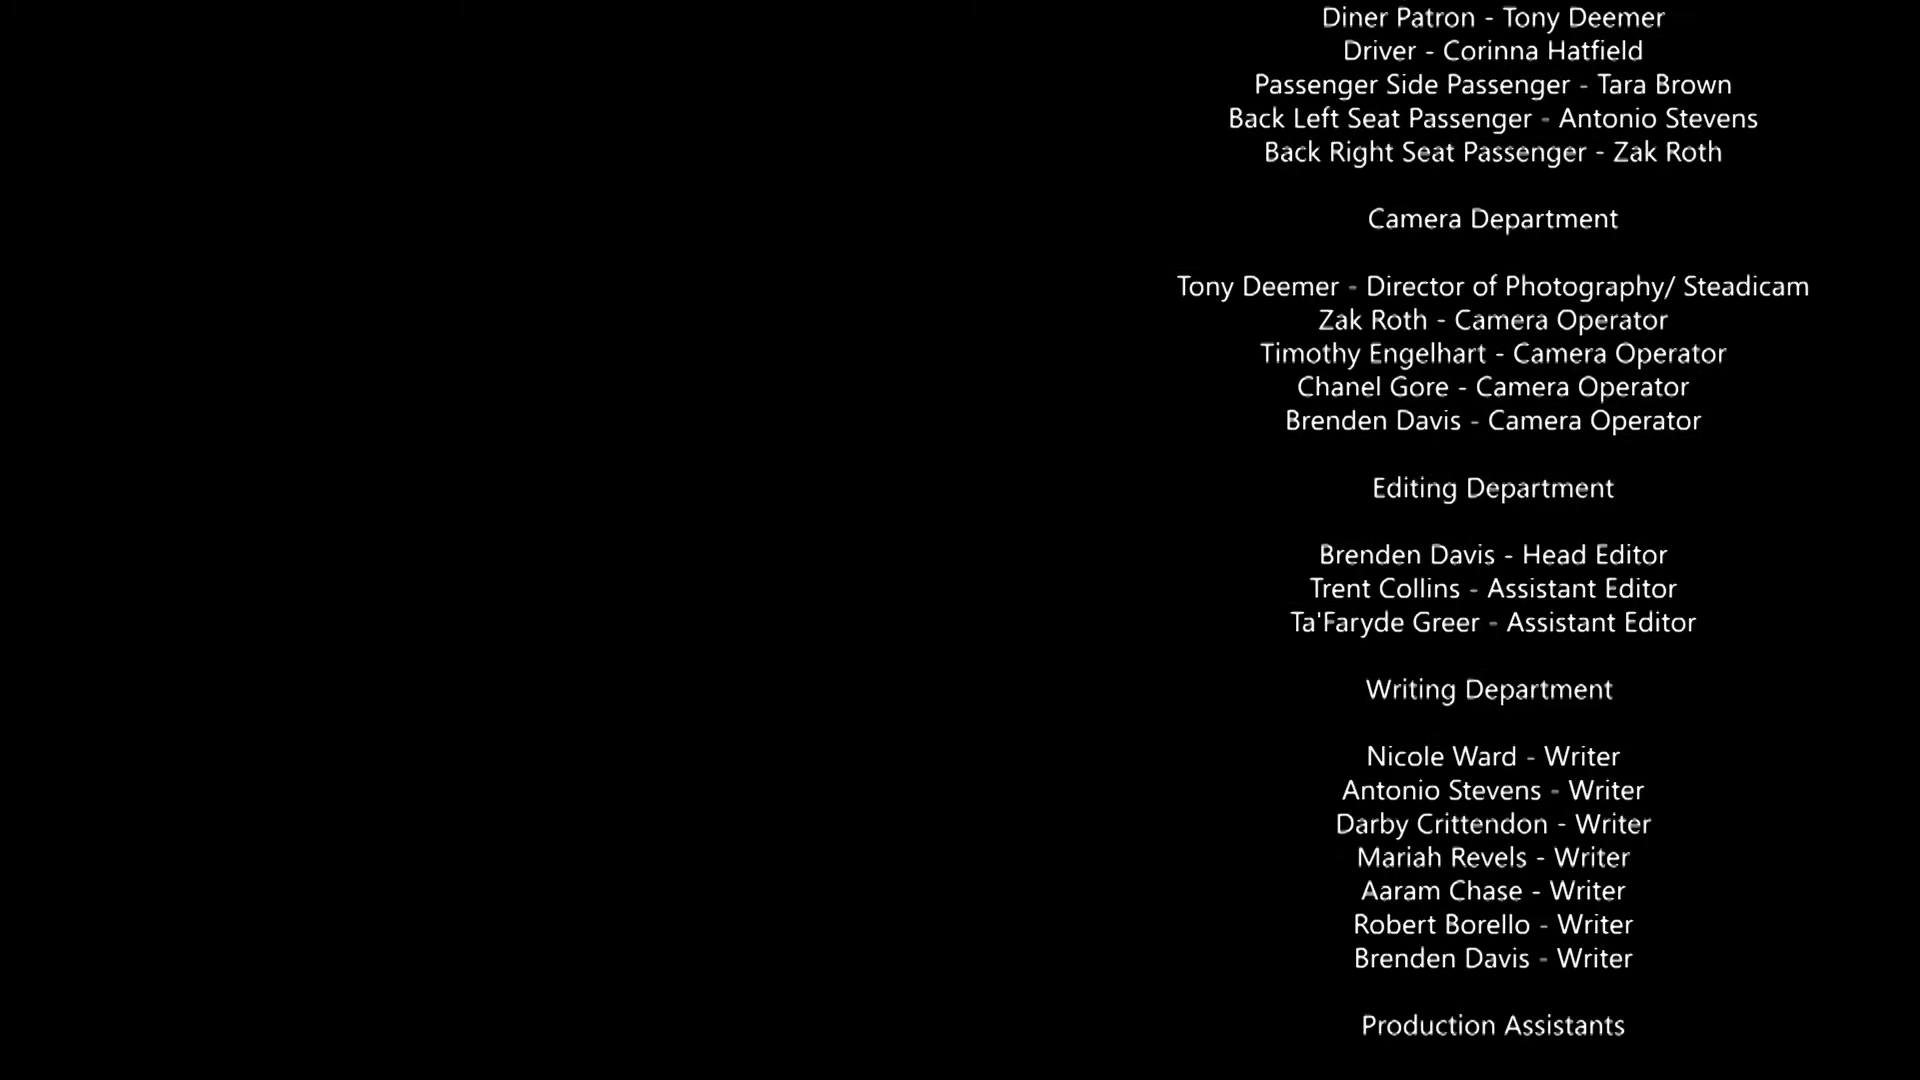 Diner Patron - Tony Deemer
Driver - Corinna Hatfield
Passenger Side Passenger - Tara Brown
Back Left Seat Passenger - Antonio Stevens
Back Right Seat Passenger - Zak Roth
Camera Department
Tony Deemer - Director of Photography/ Steadicam
Zak Roth - Camera Operator
Timothy Engelhart - Camera Operator
Chanel Gore - Camera Operator
Brenden Davis - Camera Operator
Editing Department
Brenden Davis - Head Editor
Trent Collins - Assistant Editor
Ta'Faryde Greer - Assistant Editor
Writing Department
Nicole Ward - Writer
Antonio Stevens - Writer
Darby Crittendon - Writer
Mariah Revels - Writer
Aaram Chase - Writer
Robert Borello - Writer
Brenden Davis - Writer
Production Assistants